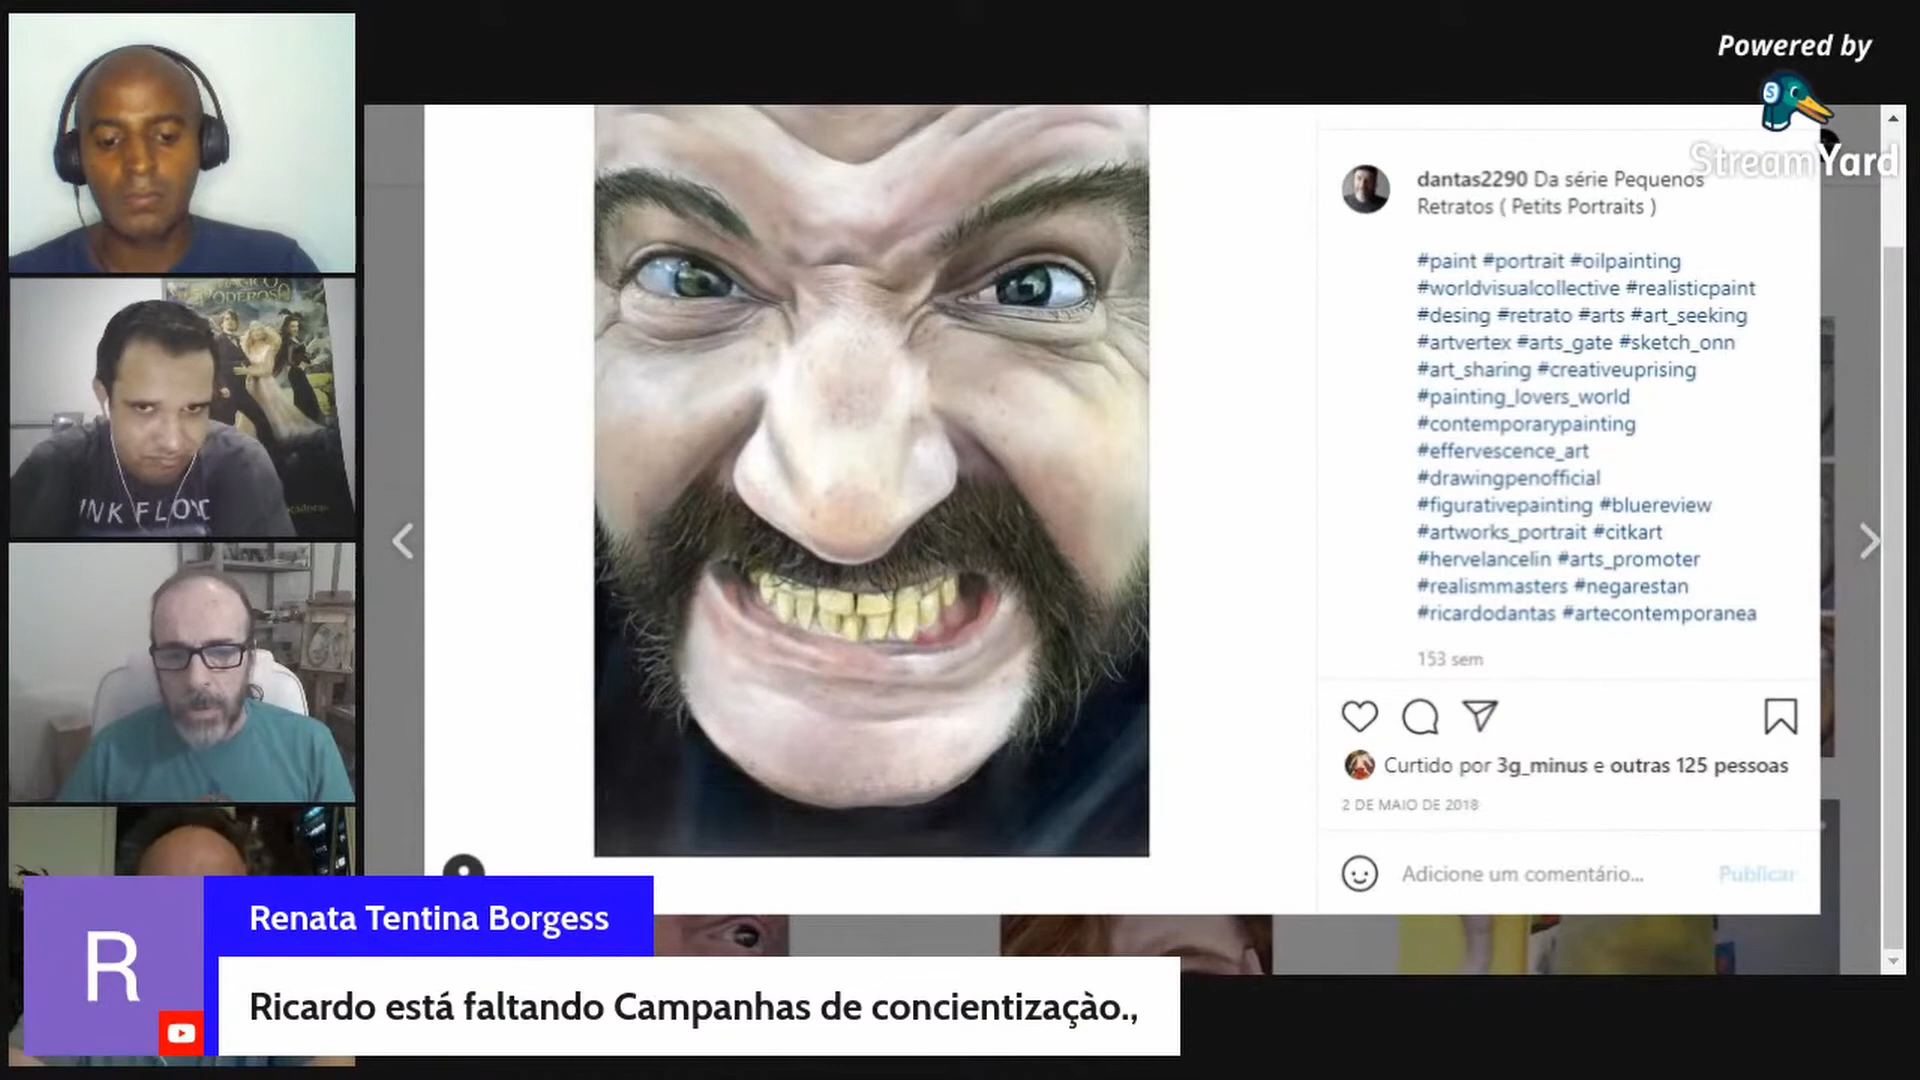 Powered by
StreamYard
MÁGICO
PODEROSO
INK FLOYD
dantas2290 Da série Pequenos
Retratos ( Petits Portraits )
#paint #portrait #oilpainting
#worldvisualcollective #realisticpaint
#desing #retrato #arts #art_seeking
#artvertex #arts_gate #sketch_onn
#art_sharing #creativeuprising
#painting_lovers_world
#contemporarypainting
#effervescence_art
#drawingpenofficial
#figurativepainting #bluereview
#artworks_portrait #citkart
#hervelancelin #arts_promoter
#realismmasters #negarestan
#ricardodantas #artecontemporanea
153 sem
Curtido por 3g_minus e outras 125 pessoas
2 DE MAIO DE 2018
Adicione um comentário...
Publicar
R
Renata Tentina Borgess
Ricardo está faltando Campanhas de concientizaçào.,